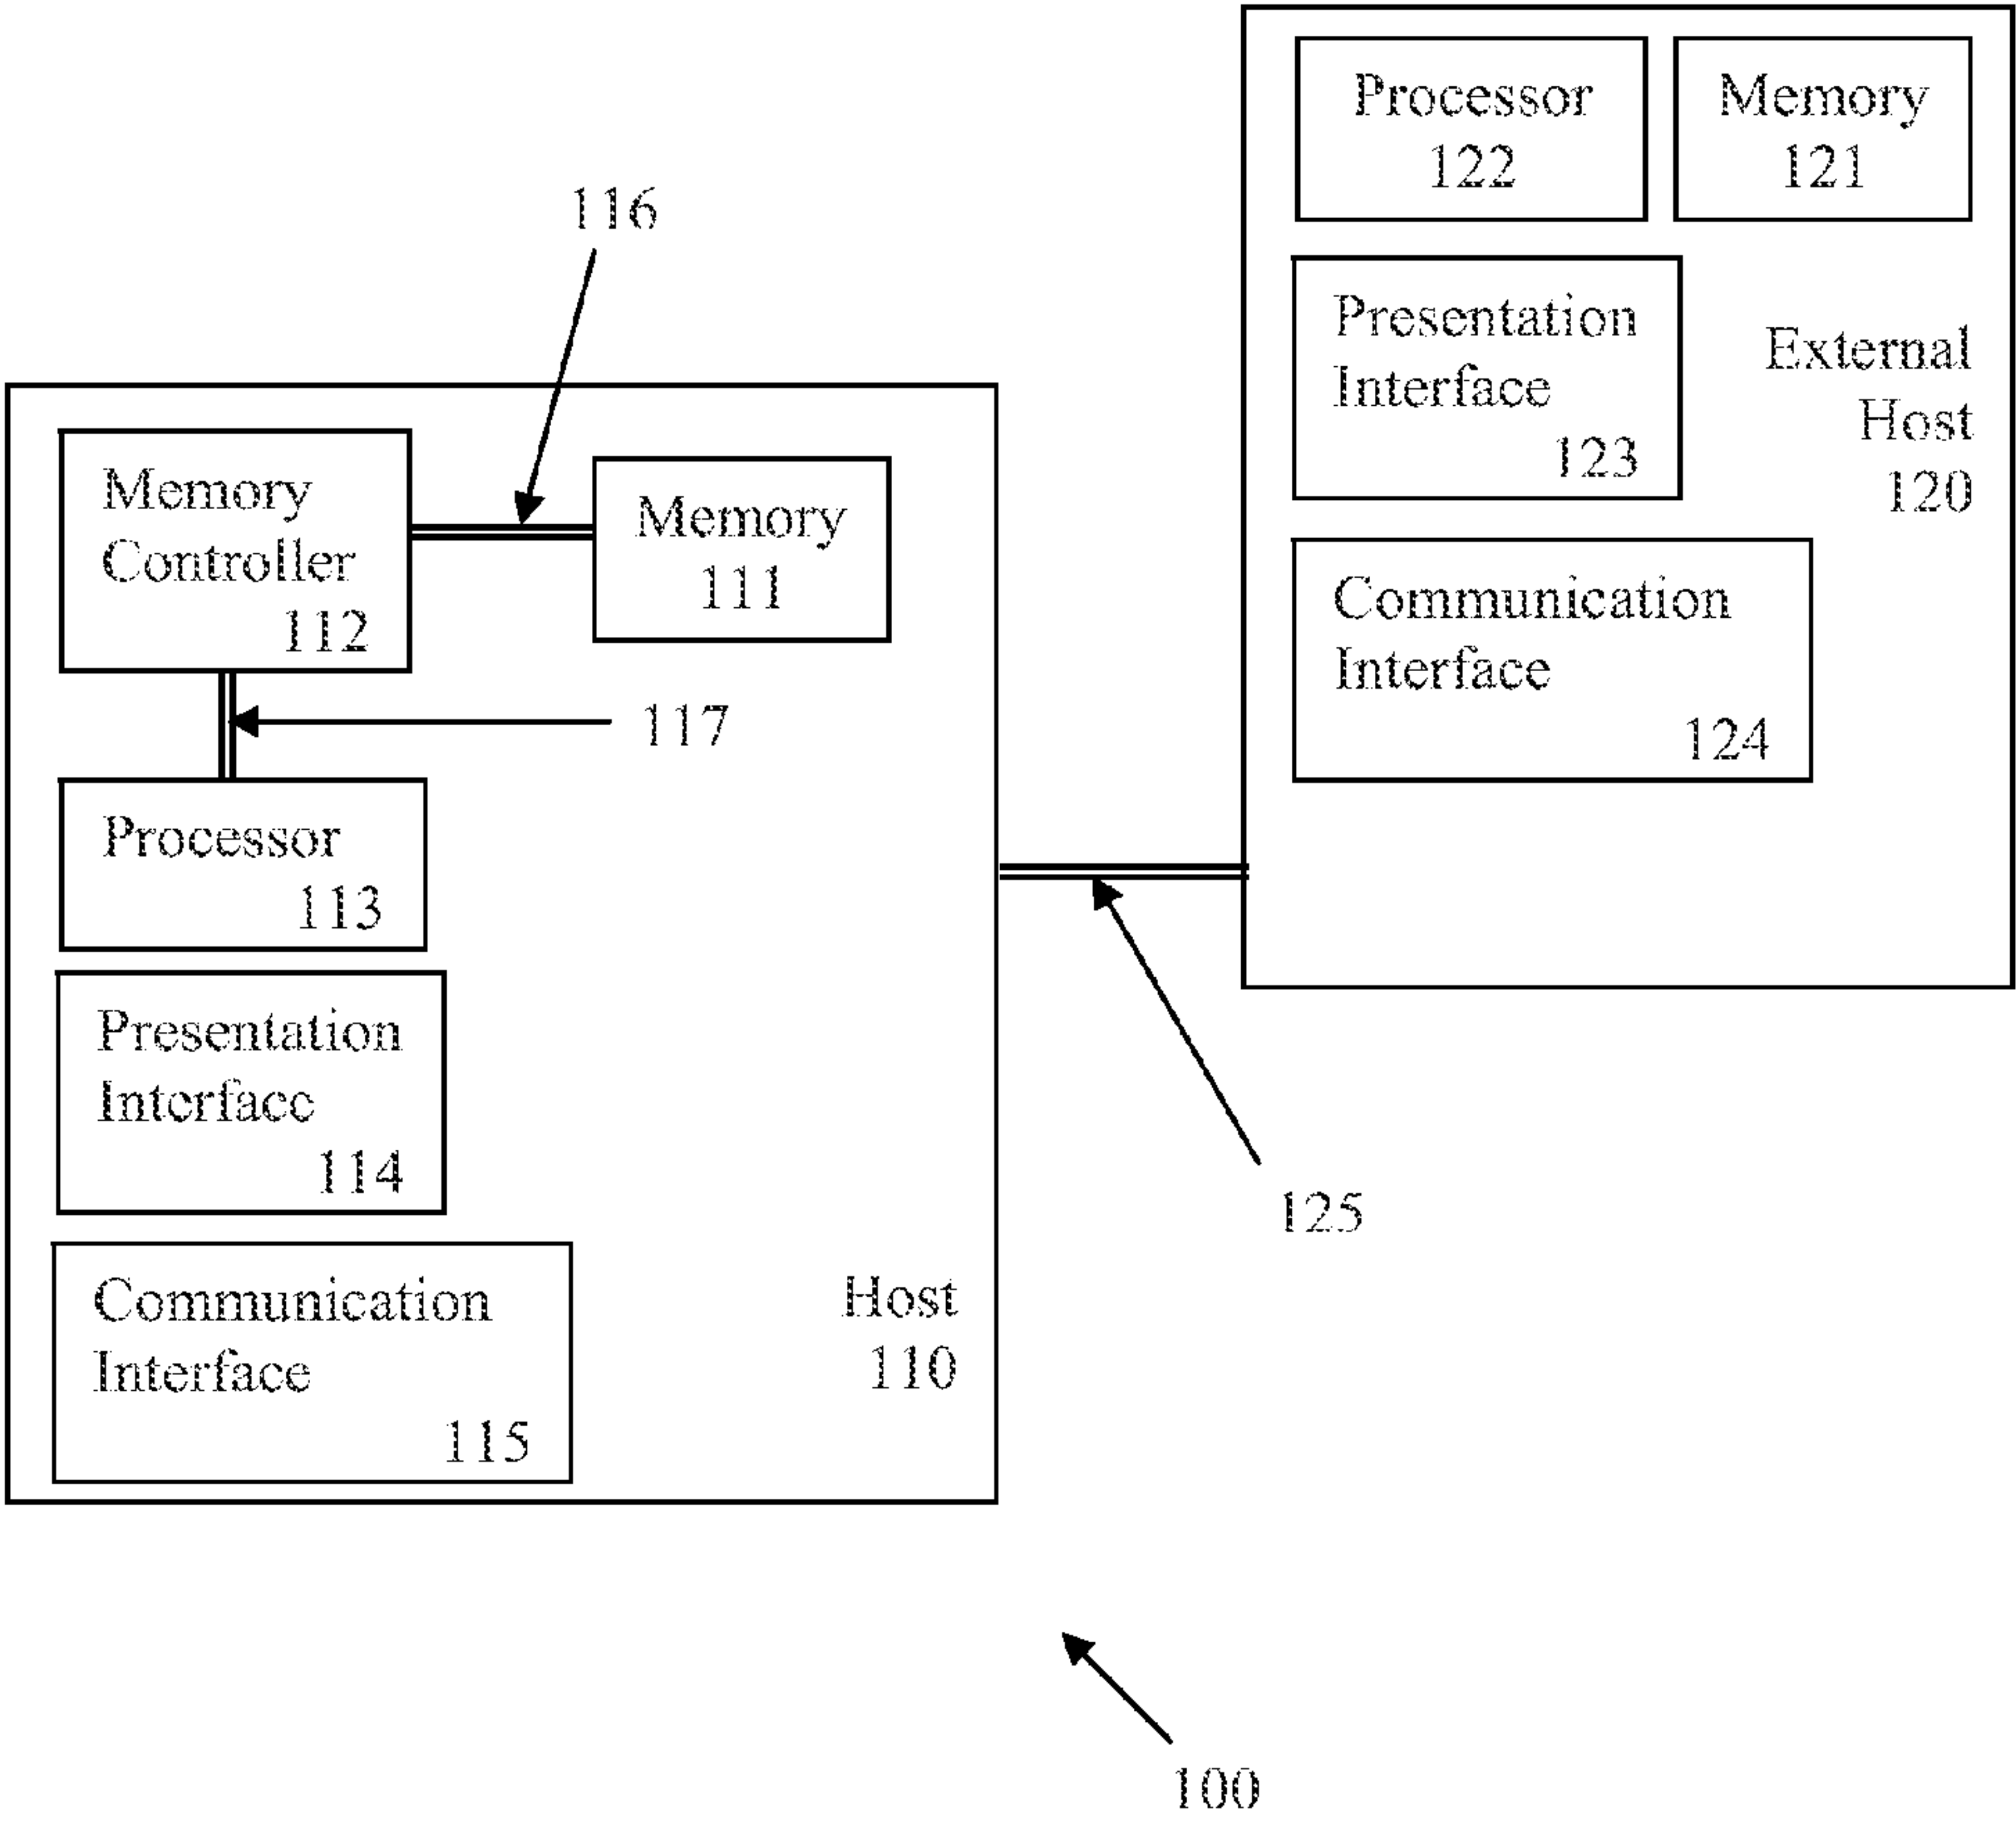 116
Memory
Controller
112
Memory
111
117
Processor
113
Presentation
Interface
114
Communication
Interface
115
Host
110
Processor
122
Memory
121
Presentation
Interface
123
External
Host
120
Communication
Interface
124
125
100